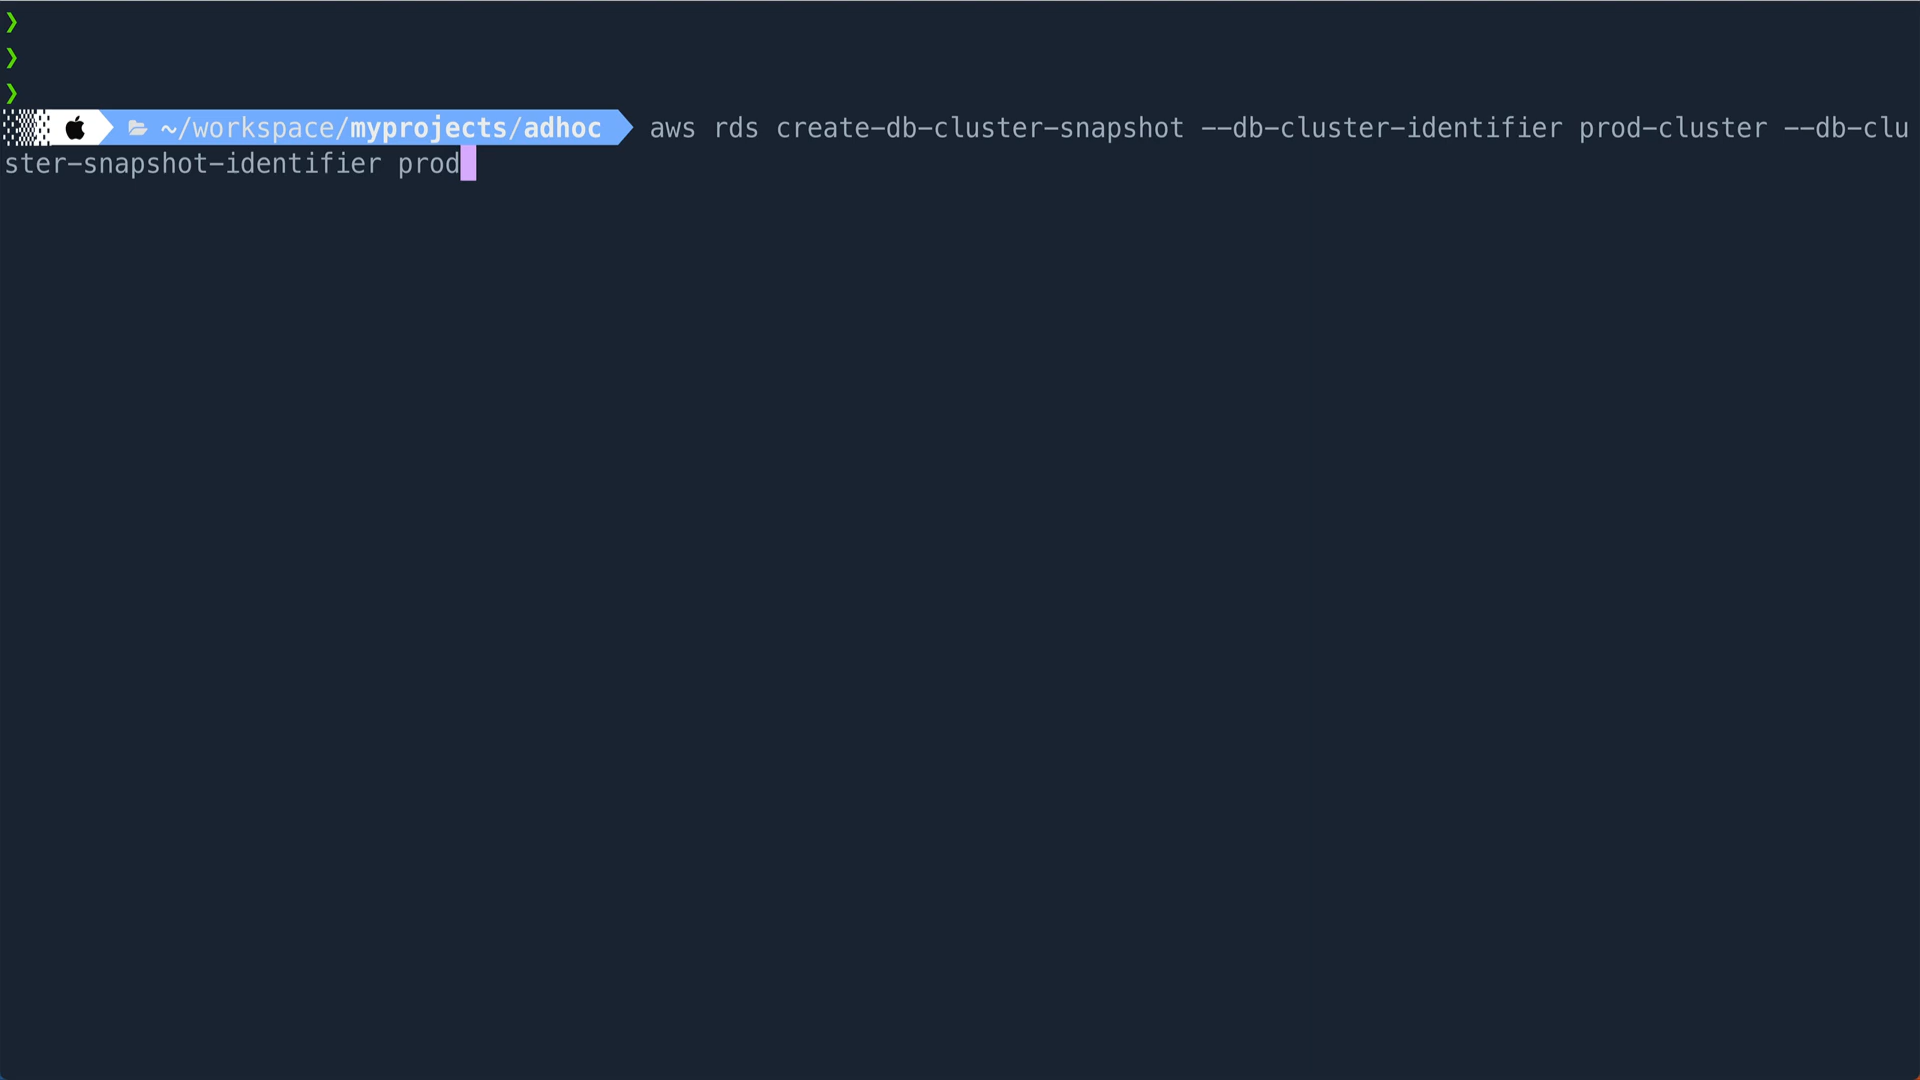 ❯
❯
❯
~/workspace/myprojects/adhoc aws rds create-db-cluster-snapshot --db-cluster-identifier prod-cluster --db-clu
ster-snapshot-identifier prod